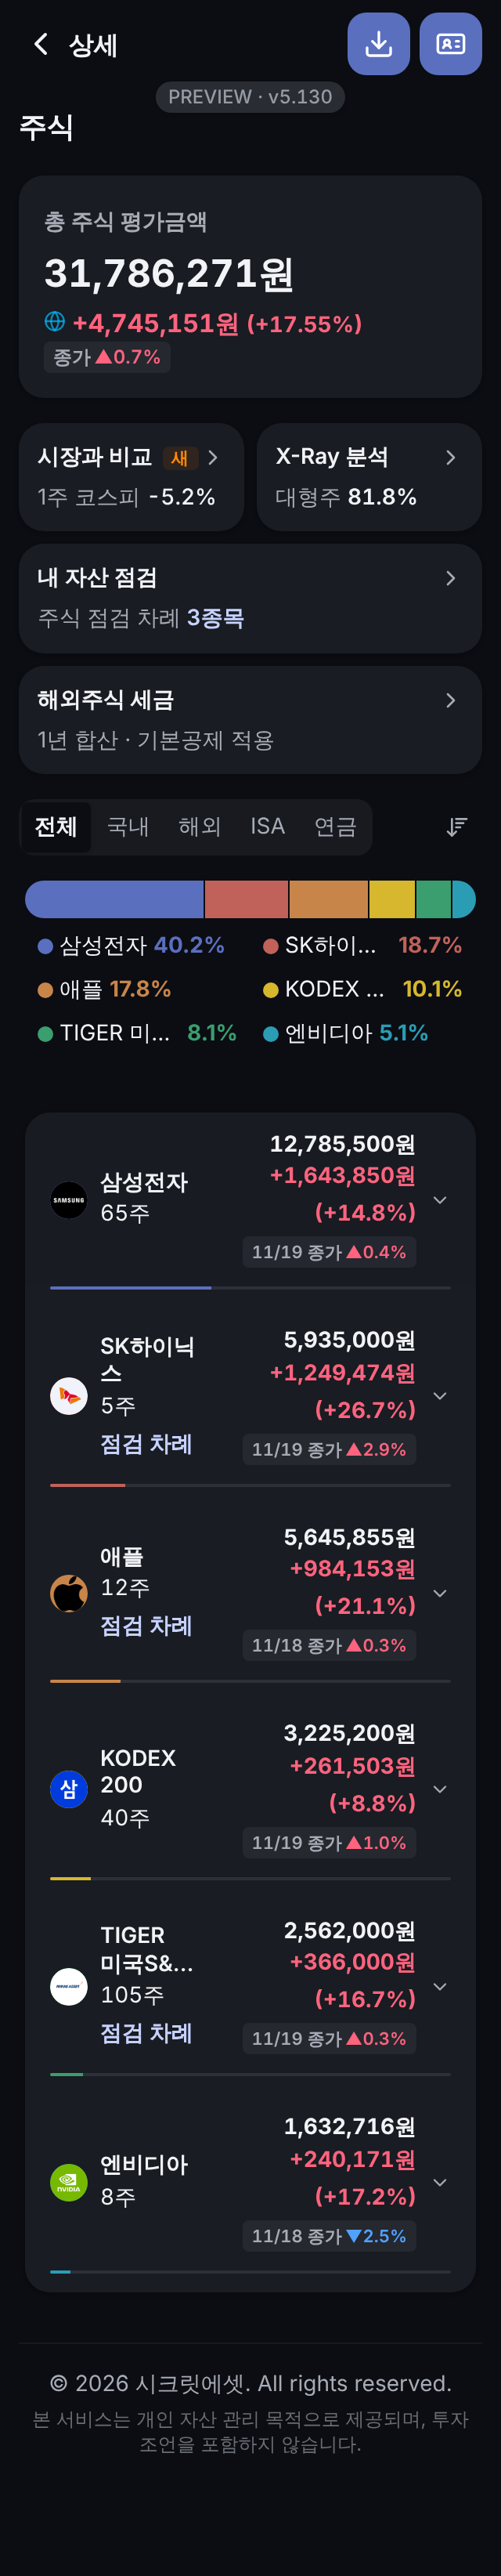 상세
PREVIEW · v5.130
주식
총 주식 평가금액
31,786,271원
+4,745,151원 (+17.55%)
종가 ▲0.7%
시장과 비교 새
1주 코스피 -5.2%
X-Ray 분석
대형주 81.8%
내 자산 점검
주식 점검 차례 3종목
해외주식 세금
1년 합산 · 기본공제 적용
전체 국내 해외 ISA 연금
삼성전자 40.2% SK하이... 18.7%
애플 17.8% KODEX ... 10.1%
TIGER 미... 8.1% 엔비디아 5.1%
SAMSUNG
삼성전자
65주
12,785,500원
+1,643,850원
(+14.8%)
11/19 종가 ▲0.4%
SK하이닉
스
5주
점검 차례
5,935,000원
+1,249,474원
(+26.7%)
11/19 종가 ▲2.9%
애플
12주
점검 차례
5,645,855원
+984,153원
(+21.1%)
11/18 종가 ▲0.3%
삼
KODEX
200
40주
3,225,200원
+261,503원
(+8.8%)
11/19 종가 ▲1.0%
TIGER
미국S&...
105주
점검 차례
2,562,000원
+366,000원
(+16.7%)
11/19 종가 ▲0.3%
NVIDIA
엔비디아
8주
1,632,716원
+240,171원
(+17.2%)
11/18 종가 ▼2.5%
© 2026 시크릿에셋. All rights reserved.
본 서비스는 개인 자산 관리 목적으로 제공되며, 투자
조언을 포함하지 않습니다.